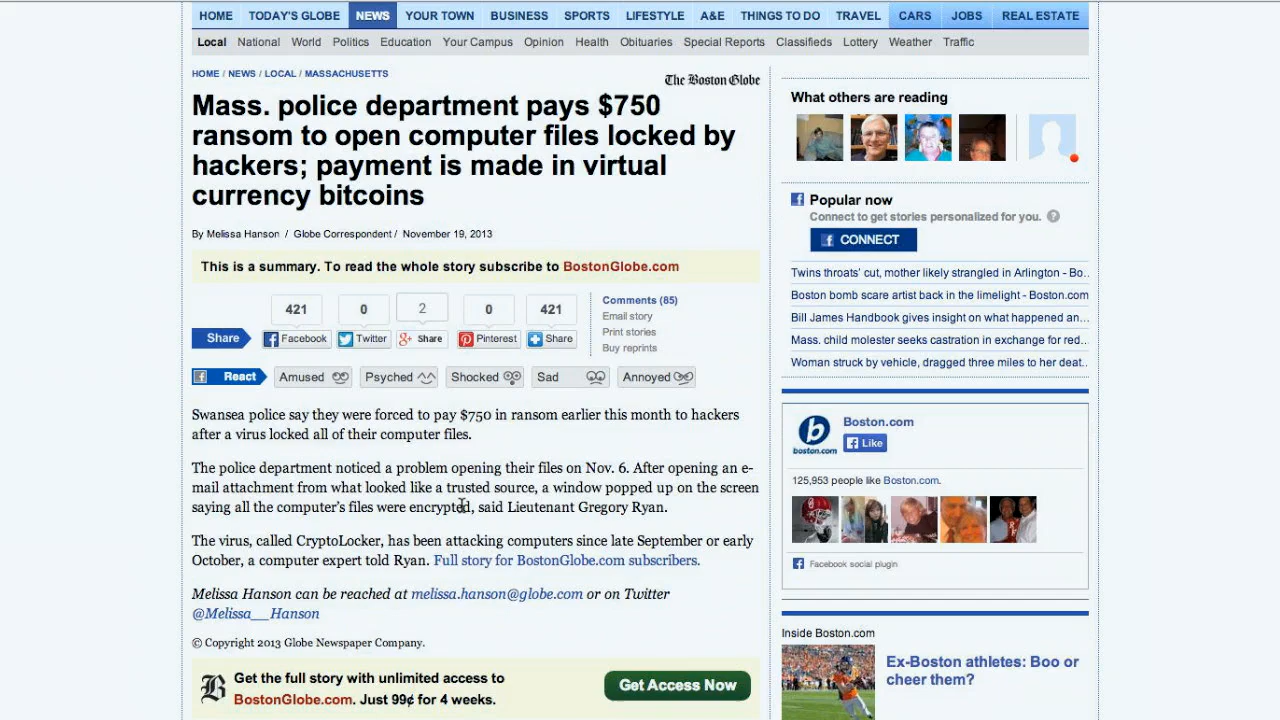 HOME TODAY'S GLOBE NEWS YOUR TOWN BUSINESS SPORTS LIFESTYLE A&E THINGS TO DO TRAVEL CARS JOBS REAL ESTATE
Local National World Politics Education Your Campus Opinion Health Obituaries Special Reports Classifieds Lottery Weather Traffic
HOME / NEWS / LOCAL / MASSACHUSETTS
The Boston Globe
Mass. police department pays $750
ransom to open computer files locked by
hackers; payment is made in virtual
currency bitcoins
By Melissa Hanson / Globe Correspondent / November 19, 2013
This is a summary. To read the whole story subscribe to BostonGlobe.com
421 0 2 0 421
Share Facebook Twitter Share Pinterest Share
Comments (85)
Email story
Print stories
Buy reprints
React Amused Psyched Shocked Sad Annoyed
Swansea police say they were forced to pay $750 in ransom earlier this month to hackers
after a virus locked all of their computer files.
The police department noticed a problem opening their files on Nov. 6. After opening an e-
mail attachment from what looked like a trusted source, a window popped up on the screen
saying all the computer's files were encrypted, said Lieutenant Gregory Ryan.
The virus, called CryptoLocker, has been attacking computers since late September or early
October, a computer expert told Ryan. Full story for BostonGlobe.com subscribers.
Melissa Hanson can be reached at melissa.hanson@globe.com or on Twitter
@Melissa__Hanson
© Copyright 2013 Globe Newspaper Company.
B Get the full story with unlimited access to
BostonGlobe.com. Just 99¢ for 4 weeks.
Get Access Now
What others are reading
Popular now
Connect to get stories personalized for you. ?
CONNECT
Twins throats' cut, mother likely strangled in Arlington - Bo..
Boston bomb scare artist back in the limelight - Boston.com
Bill James Handbook gives insight on what happened an...
Mass. child molester seeks castration in exchange for red...
Woman struck by vehicle, dragged three miles to her deat..
b boston.com
Boston.com
Like
125,953 people like Boston.com.
Facebook social plugin
Inside Boston.com
Ex-Boston athletes: Boo or
cheer them?